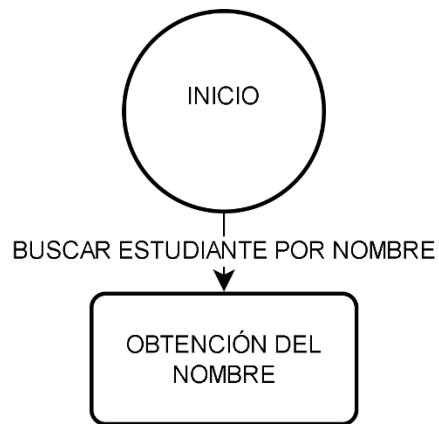 INICIO
BUSCAR ESTUDIANTE POR NOMBRE
OBTENCIÓN DEL
NOMBRE